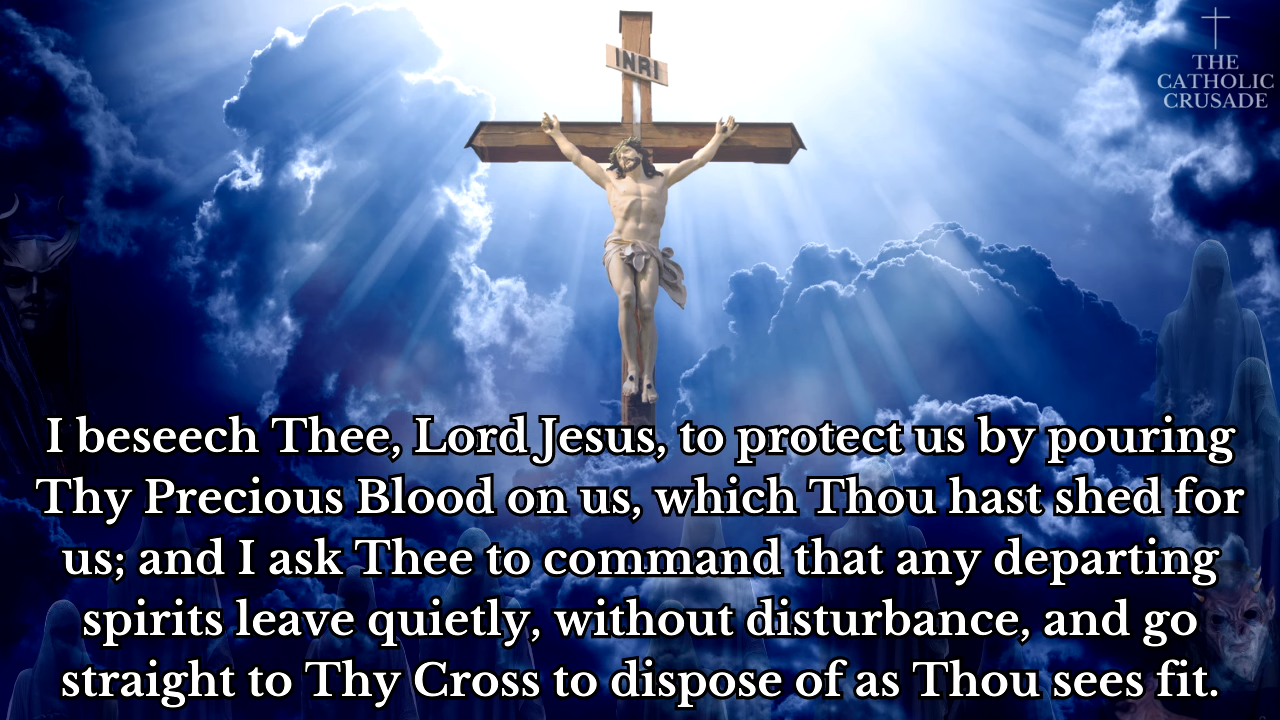 INRI
THE
CATHOLIC
CRUSADE
I beseech Thee, Lord Jesus, to protect us by pouring
Thy Precious Blood on us, which Thou hast shed for
us; and I ask Thee to command that any departing
spirits leave quietly, without disturbance, and go
straight to Thy Cross to dispose of as Thou sees fit.